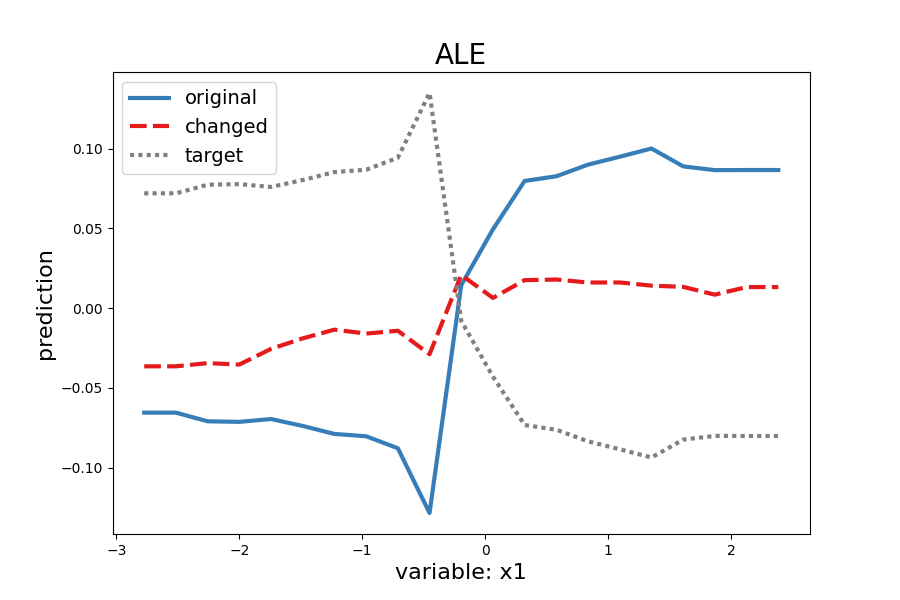 ALE
original
changed
target
0.10
0.05
0.00
−0.05
−0.10
prediction
−3
−2
−1
0
1
2
variable: x1